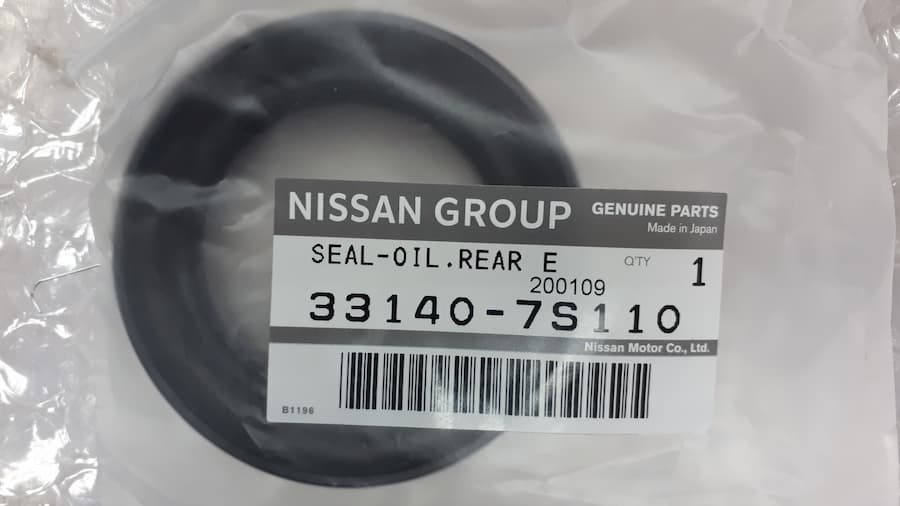 NISSAN GROUP GENUINE PARTS
Made in Japan
SEAL-OIL.REAR E Q'TY 1
200109
33140-7S110
Nissan Motor Co., Ltd.
B1196